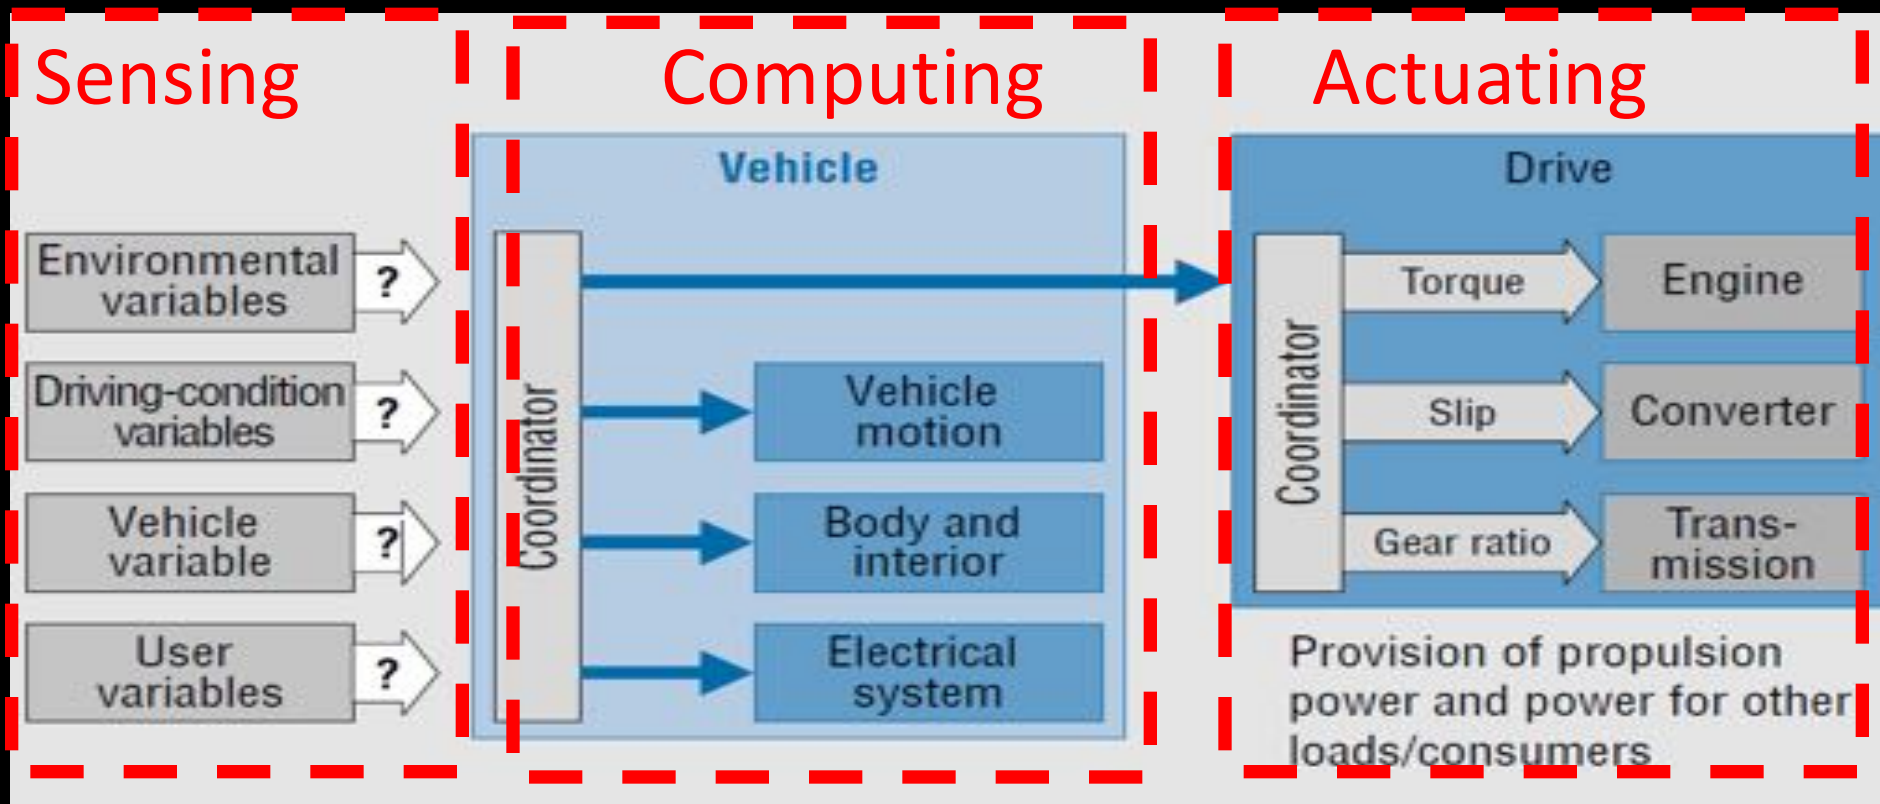 Sensing
Computing
Actuating
Vehicle
Drive
Environmental
variables
?
Driving-condition
variables
?
Vehicle
variable
?
User
variables
?
Coordinator
Vehicle
motion
Body and
interior
Electrical
system
Coordinator
Torque
Engine
Slip
Converter
Gear ratio
Trans-
mission
Provision of propulsion
power and power for other
loads/consumers